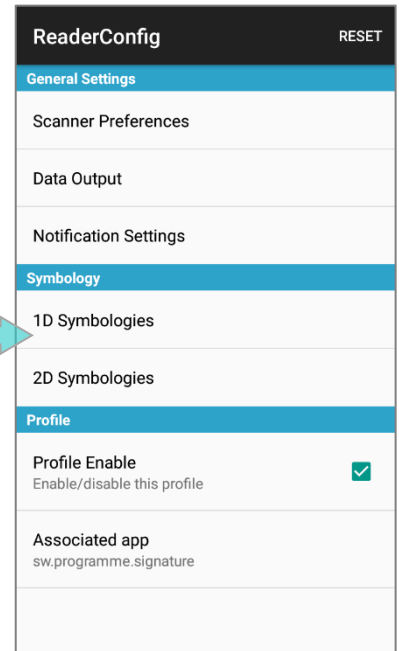 ReaderConfig RESET
General Settings
Scanner Preferences
Data Output
Notification Settings
Symbology
1D Symbologies
2D Symbologies
Profile
Profile Enable
Enable/disable this profile
Associated app
sw.programme.signature